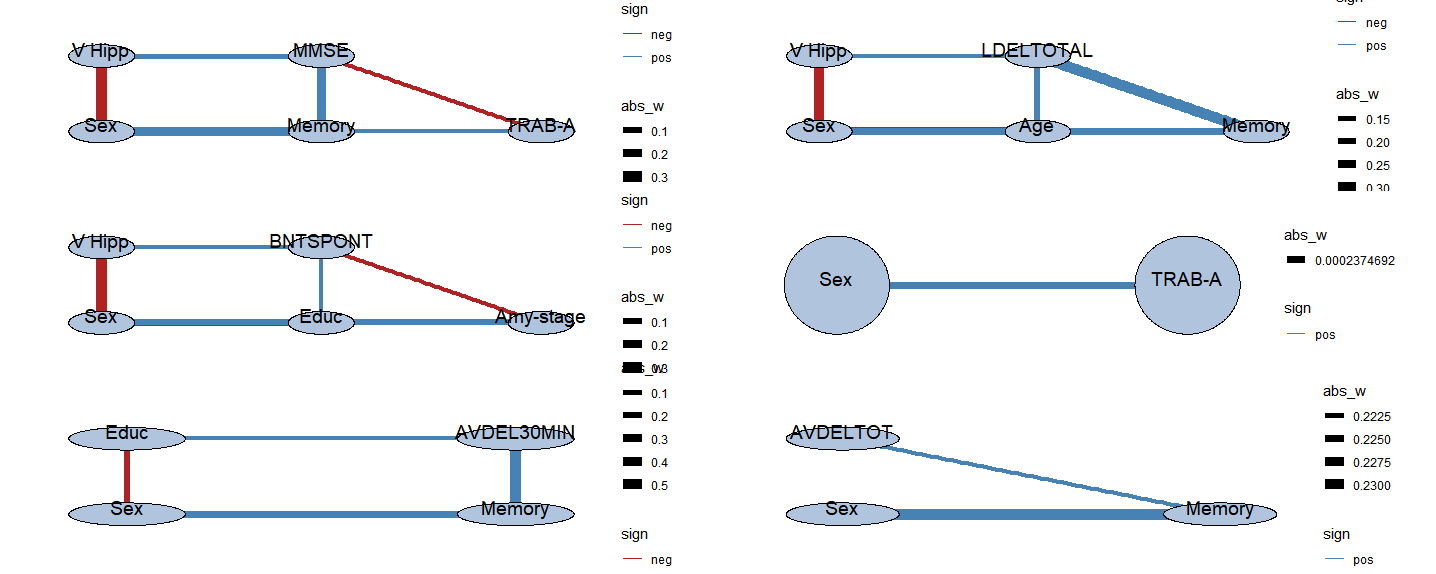 sign
neg
pos
abs_w
0.1
0.2
0.3
V Hipp
MMSE
Sex
Memory
TRAB-A
sign
neg
pos
abs_w
0.15
0.20
0.25
0.30
V Hipp
LDELTOTAL
Sex
Age
Memory
sign
neg
pos
abs_w
0.1
0.2
0.3
V Hipp
BNTSPONT
Sex
Educ
Amy-stage
Sex
TRAB-A
abs_w
0.0002374692
sign
pos
abs_w
0.1
0.2
0.3
0.4
0.5
sign
neg
Educ
AVDEL30MIN
Sex
Memory
AVDELTOT
Sex
Memory
abs_w
0.2225
0.2250
0.2275
0.2300
sign
pos